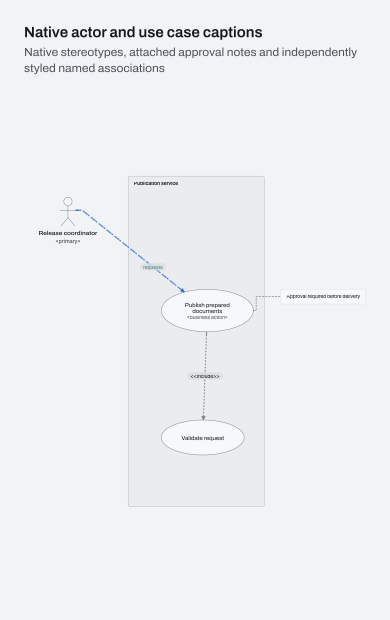 Native actor and use case captions
Native stereotypes, attached approval notes and independently
styled named associations
Publication service
Release coordinator
«primary»
requests
Publish prepared
documents
«business action»
Approval required before delivery
<<include>>
Validate request